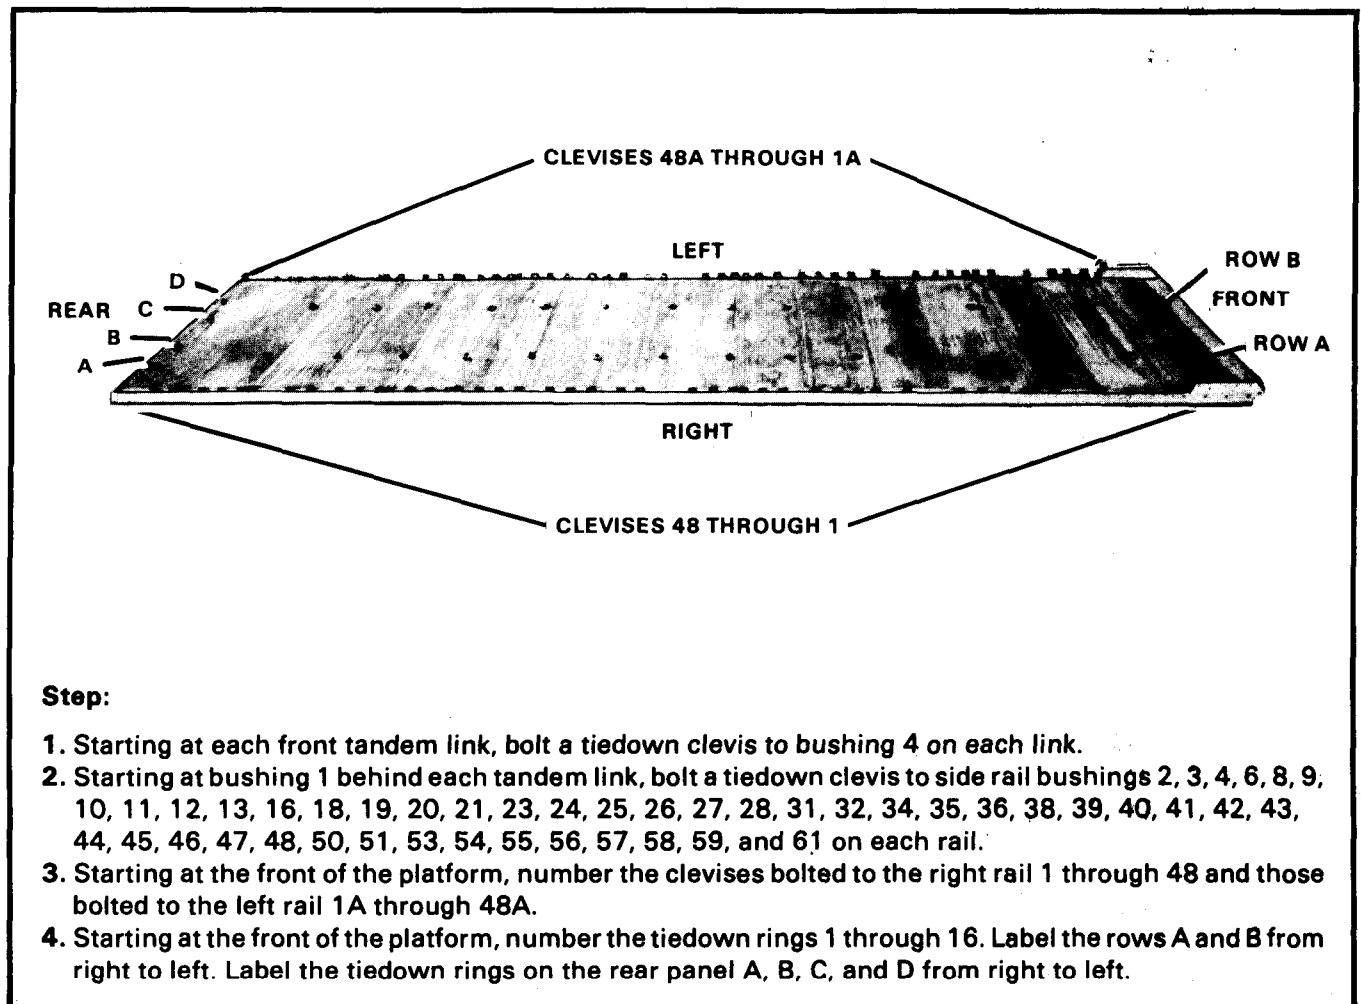 CLEVISES 48A THROUGH 1A
LEFT
ROW B
D
REAR C
FRONT
B
A
ROW A
RIGHT
CLEVISES 48 THROUGH 1
Step:
1. Starting at each front tandem link, bolt a tiedown clevis to bushing 4 on each link.
2. Starting at bushing 1 behind each tandem link, bolt a tiedown clevis to side rail bushings 2, 3, 4, 6, 8, 9,
10, 11, 12, 13, 16, 18, 19, 20, 21, 23, 24, 25, 26, 27, 28, 31, 32, 34, 35, 36, 38, 39, 40, 41, 42, 43,
44, 45, 46, 47, 48, 50, 51, 53, 54, 55, 56, 57, 58, 59, and 61 on each rail.
3. Starting at the front of the platform, number the clevises bolted to the right rail 1 through 48 and those
bolted to the left rail 1A through 48A.
4. Starting at the front of the platform, number the tiedown rings 1 through 16. Label the rows A and B from
right to left. Label the tiedown rings on the rear panel A, B, C, and D from right to left.